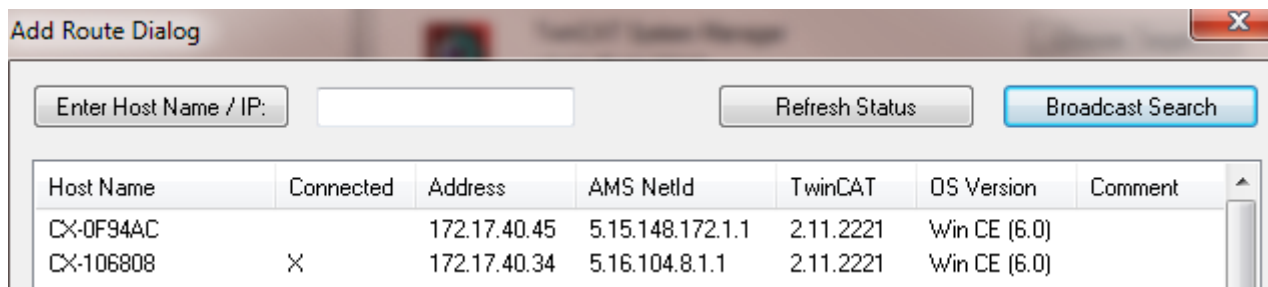 Add Route Dialog
TwinCAT System Manager
Enter Host Name / IP: Refresh Status Broadcast Search
Host Name Connected Address AMS NetId TwinCAT OS Version Comment
CX-0F94AC 172.17.40.45 5.15.148.172.1.1 2.11.2221 Win CE (6.0)
CX-106808 X 172.17.40.34 5.16.104.8.1.1 2.11.2221 Win CE (6.0)